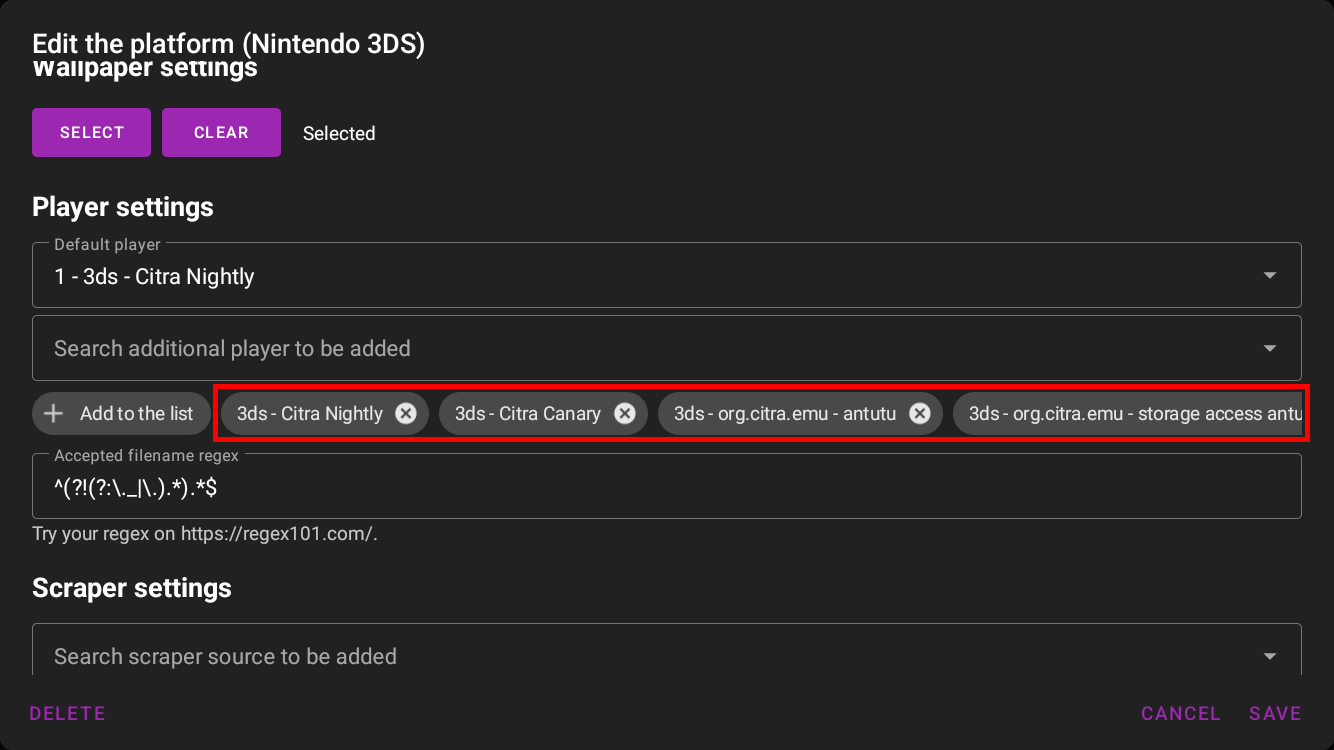 Edit the platform (Nintendo 3DS)
Wallpaper settings
SELECT CLEAR Selected
Player settings
Default player
1 - 3ds - Citra Nightly
Search additional player to be added
Add to the list 3ds - Citra Nightly 3ds - Citra Canary 3ds - org.citra.emu - antutu 3ds - org.citra.emu - storage access antu
Accepted filename regex
^(?!(?:\._|\.).*).*$
Try your regex on https://regex101.com/.
Scraper settings
Search scraper source to be added
DELETE CANCEL SAVE